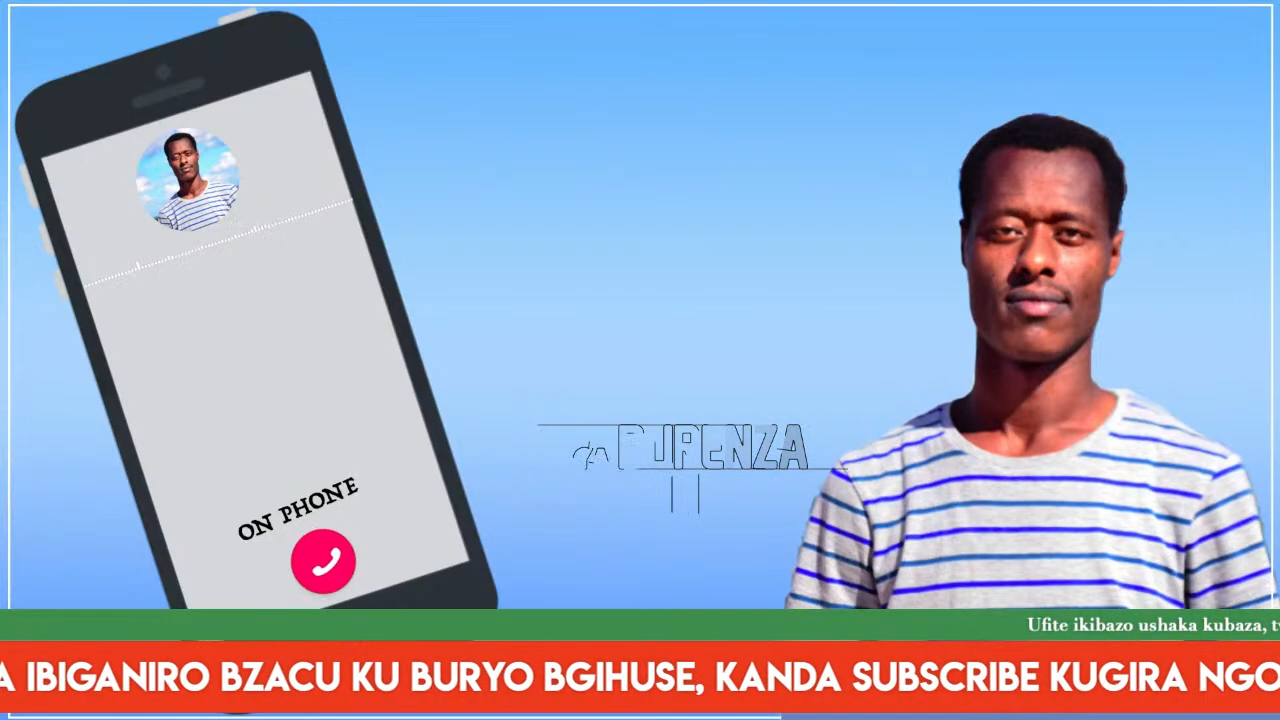 ON PHONE
Ufite ikibazo ushaka kubaza,
A IBIGANIRO BZACU KU BURYO BGIHUSE, KANDA SUBSCRIBE KUGIRA NGO